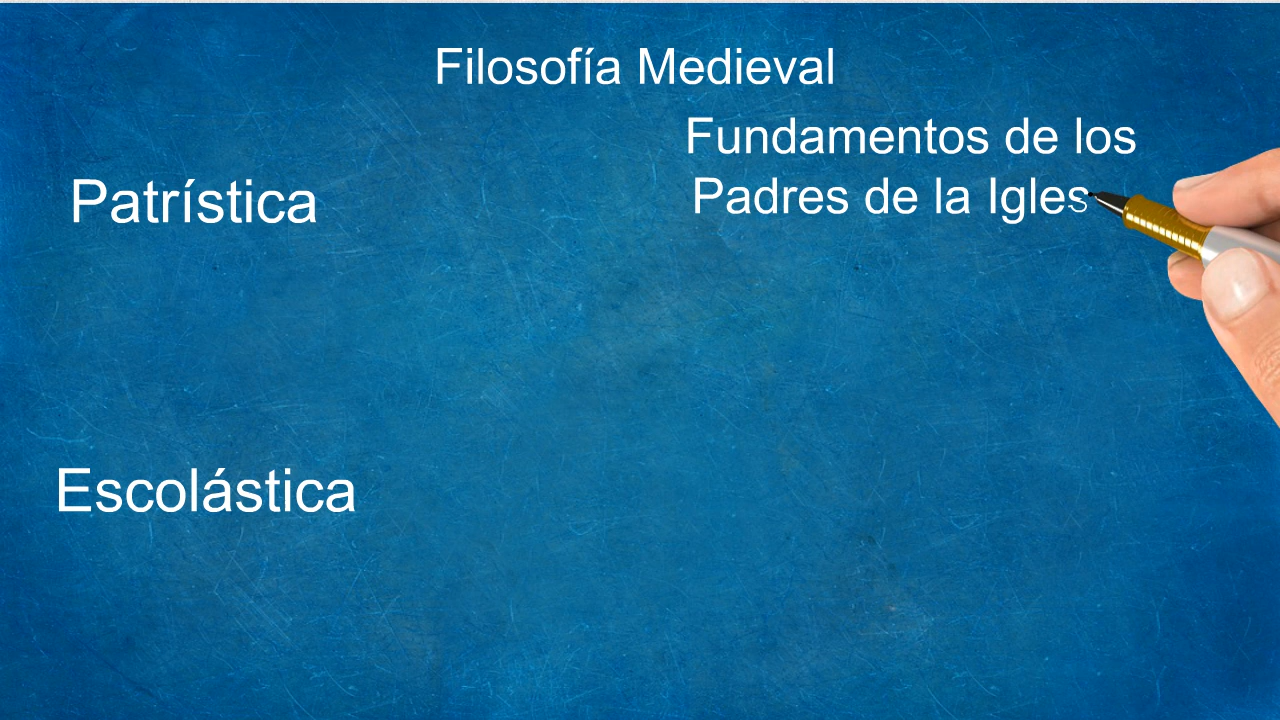 Filosofía Medieval
Fundamentos de los
Padres de la Igles
Patrística
Escolástica